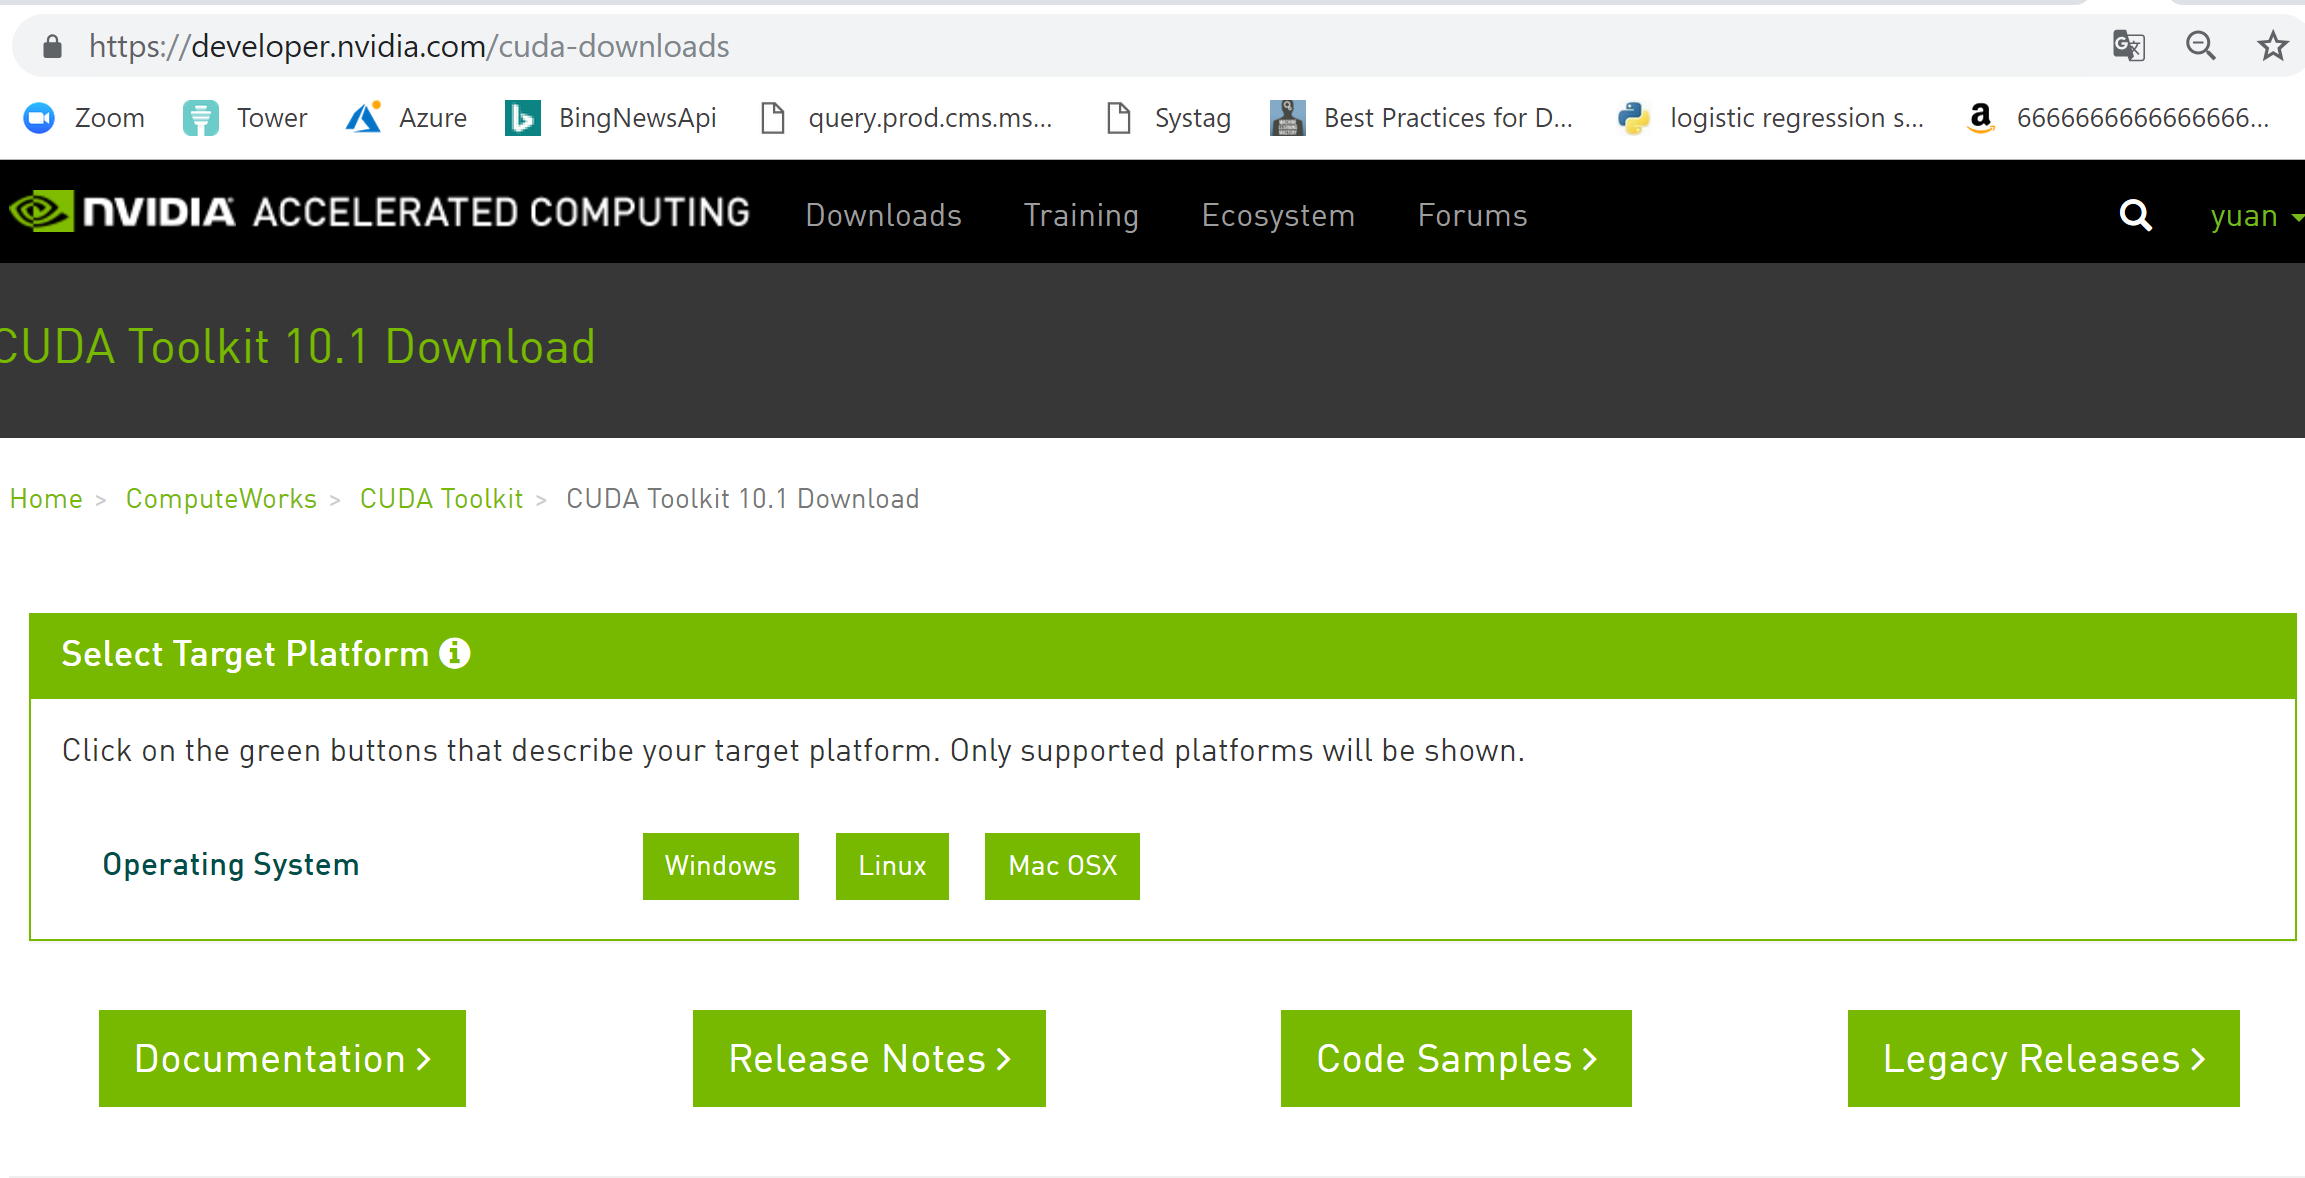 https://developer.nvidia.com/cuda-downloads
Zoom Tower Azure BingNewsApi query.prod.cms.ms... Systag Best Practices for D... logistic regression s... 6666666666666666...
NVIDIA ACCELERATED COMPUTING Downloads Training Ecosystem Forums yuan
CUDA Toolkit 10.1 Download
Home > ComputeWorks > CUDA Toolkit > CUDA Toolkit 10.1 Download
Select Target Platform
Click on the green buttons that describe your target platform. Only supported platforms will be shown.
Operating System Windows Linux Mac OSX
Documentation > Release Notes > Code Samples > Legacy Releases >